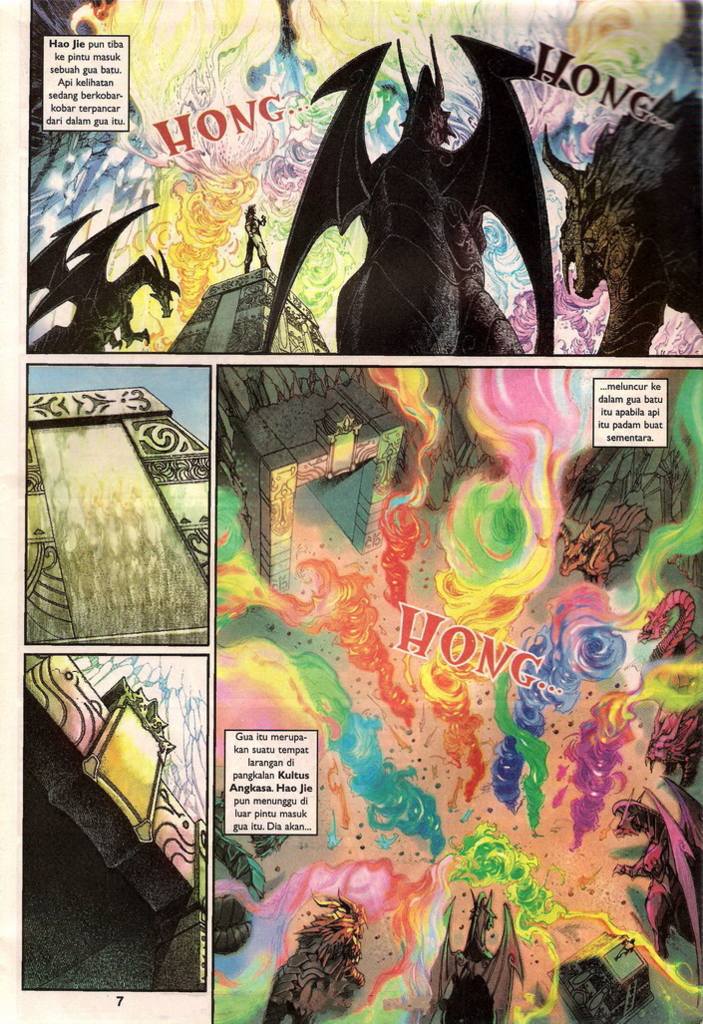 Hao Jie pun tiba
ke pintu masuk
sebuah gua batu.
Api kelihatan
sedang berkobar-
kobar terpancar
dari dalam gua itu.
HONG...
HONG...
Gua itu merupa-
kan suatu tempat
larangan di
pangkalan Kultus
Angkasa. Hao Jie
pun menunggu di
luar pintu masuk
gua itu. Dia akan...
HONG...
...meluncur ke
dalam gua batu
itu apabila api
itu padam buat
sementara.
7